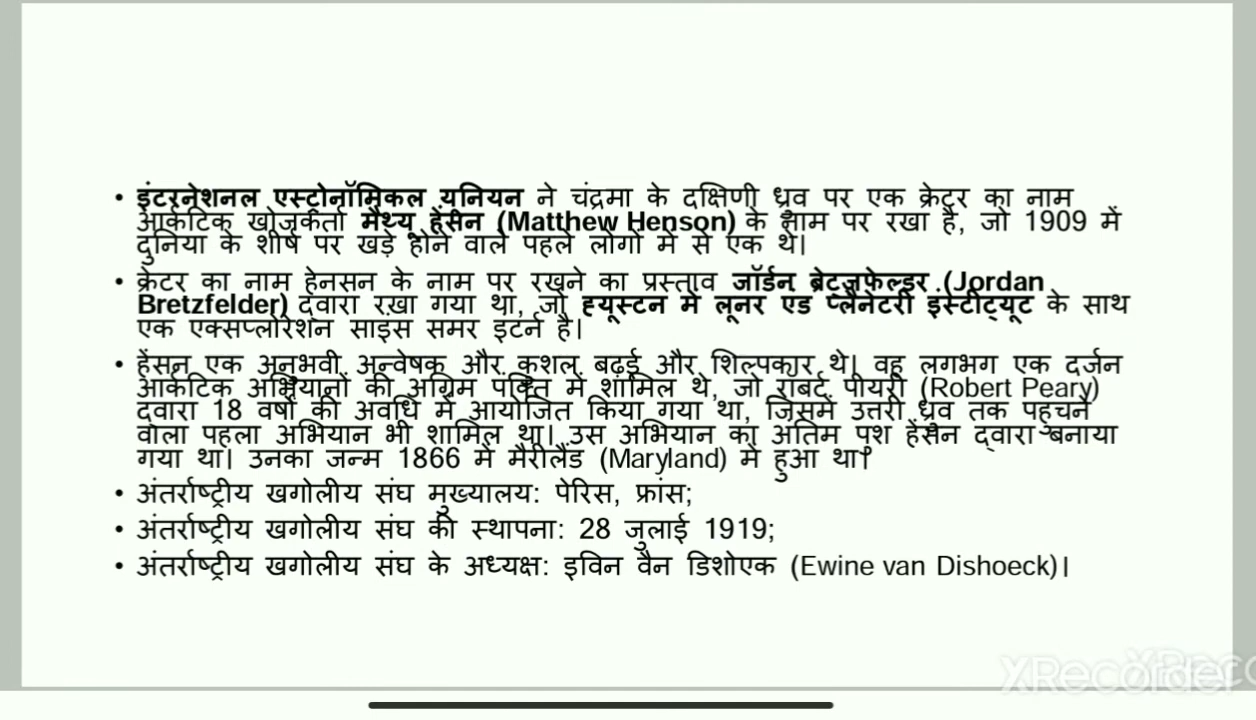 • इंटरनेशनल एस्ट्रोनॉमिकल यूनियन ने चंद्रमा के दक्षिणी ध्रुव पर एक क्रेटर का नाम
आर्कटिक खोजकर्ता मैथ्यू हेंसन (Matthew Henson) के नाम पर रखा है, जो 1909 में
दुनिया के शीर्ष पर खड़े होने वाले पहले लोगों में से एक थे।
• क्रेटर का नाम हेनसन के नाम पर रखने का प्रस्ताव जॉर्डन ब्रेटज़फेल्डर (Jordan
Bretzfelder) द्वारा रखा गया था, जो ह्यूस्टन में लूनर एंड प्लैनेटरी इंस्टीट्यूट के साथ
एक एक्सप्लोरेशन साइंस समर इंटर्न है।
• हेंसन एक अनुभवी अन्वेषक और कुशल बढ़ई और शिल्पकार थे। वह लगभग एक दर्जन
आर्कटिक अभियानों की अग्रिम पंक्ति में शामिल थे, जो रॉबर्ट पीयरी (Robert Peary)
द्वारा 18 वर्षों की अवधि में आयोजित किया गया था, जिसमें उत्तरी ध्रुव तक पहुंचने
वाला पहला अभियान भी शामिल था। उस अभियान का अंतिम पुश हेंसन द्वारा बनाया
गया था। उनका जन्म 1866 में मैरीलैंड (Maryland) में हुआ था।
• अंतर्राष्ट्रीय खगोलीय संघ मुख्यालय: पेरिस, फ्रांस;
• अंतर्राष्ट्रीय खगोलीय संघ की स्थापना: 28 जुलाई 1919;
• अंतर्राष्ट्रीय खगोलीय संघ के अध्यक्ष: इविन वैन डिशोएक (Ewine van Dishoeck)।
XRecorder